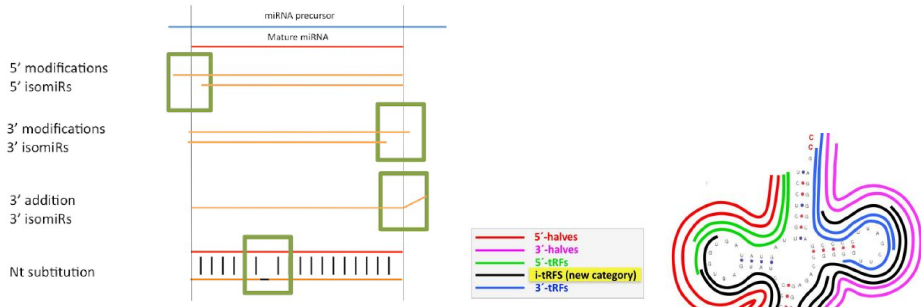 miRNA precursor
Mature miRNA
5’ modifications
5’ isomiRs
3’ modifications
3’ isomiRs
3’ addition
3’ isomiRs
Nt subtitution
5´-halves
3´-halves
5´-tRFs
i-tRFS (new category)
3´-tRFs
C
C